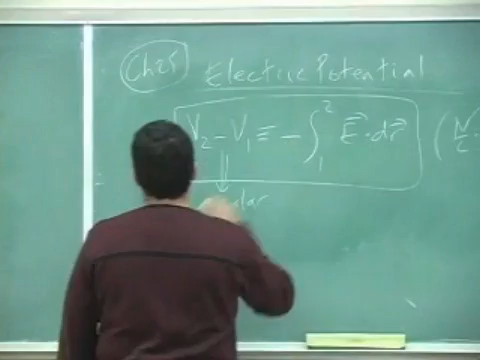 Ch25 Electric Potential
V₂ - V₁ ≡ - ∫₁² E⃗ · dr⃗ (N/C ·